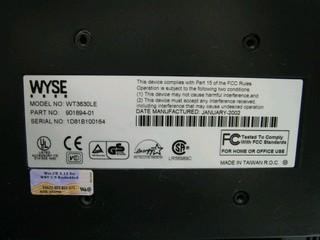 WYSE
This device complies with Part 15 of the FCC Rules
Operation is subject to the following two conditions
(1) this device may not cause harmful interference,and
(2) this device must accept any interference
received, including interference that may cause
undesired operation.
MODEL NO: WT3630LE
PART NO: 901894-01
SERIAL NO: 1D81B100164
DATE MANUFACTURED: JANUARY-2002
FC Tested To Comply
With FCC Standards
FOR HOME OR OFFICE USE
MADE IN TAIWAN R.O.C.
UL